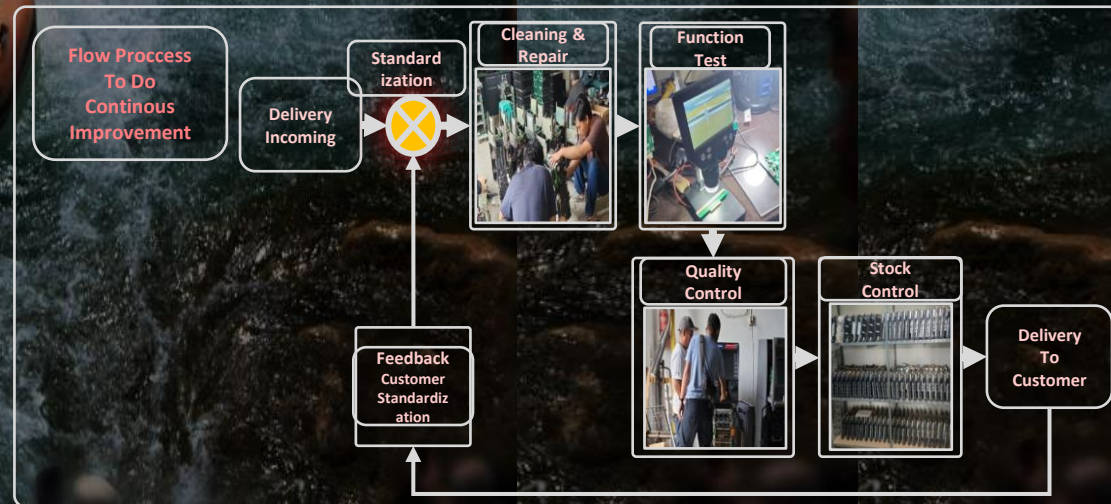 Flow Proccess
To Do
Continous
Improvement
Delivery
Incoming
Standard
ization
Cleaning &
Repair
Function
Test
Quality
Control
Stock
Control
Delivery
To
Customer
Feedback
Customer
Standardiz
ation